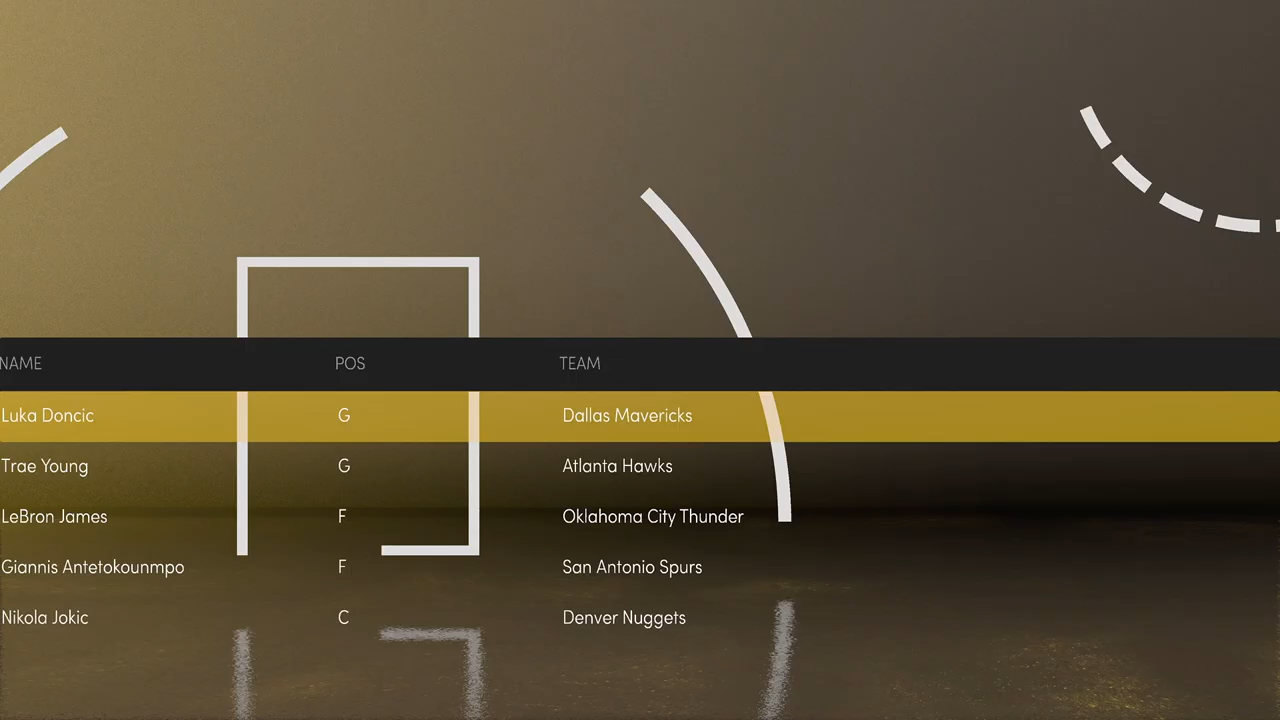 NAME POS TEAM
Luka Doncic G Dallas Mavericks
Trae Young G Atlanta Hawks
LeBron James F Oklahoma City Thunder
Giannis Antetokounmpo F San Antonio Spurs
Nikola Jokic C Denver Nuggets